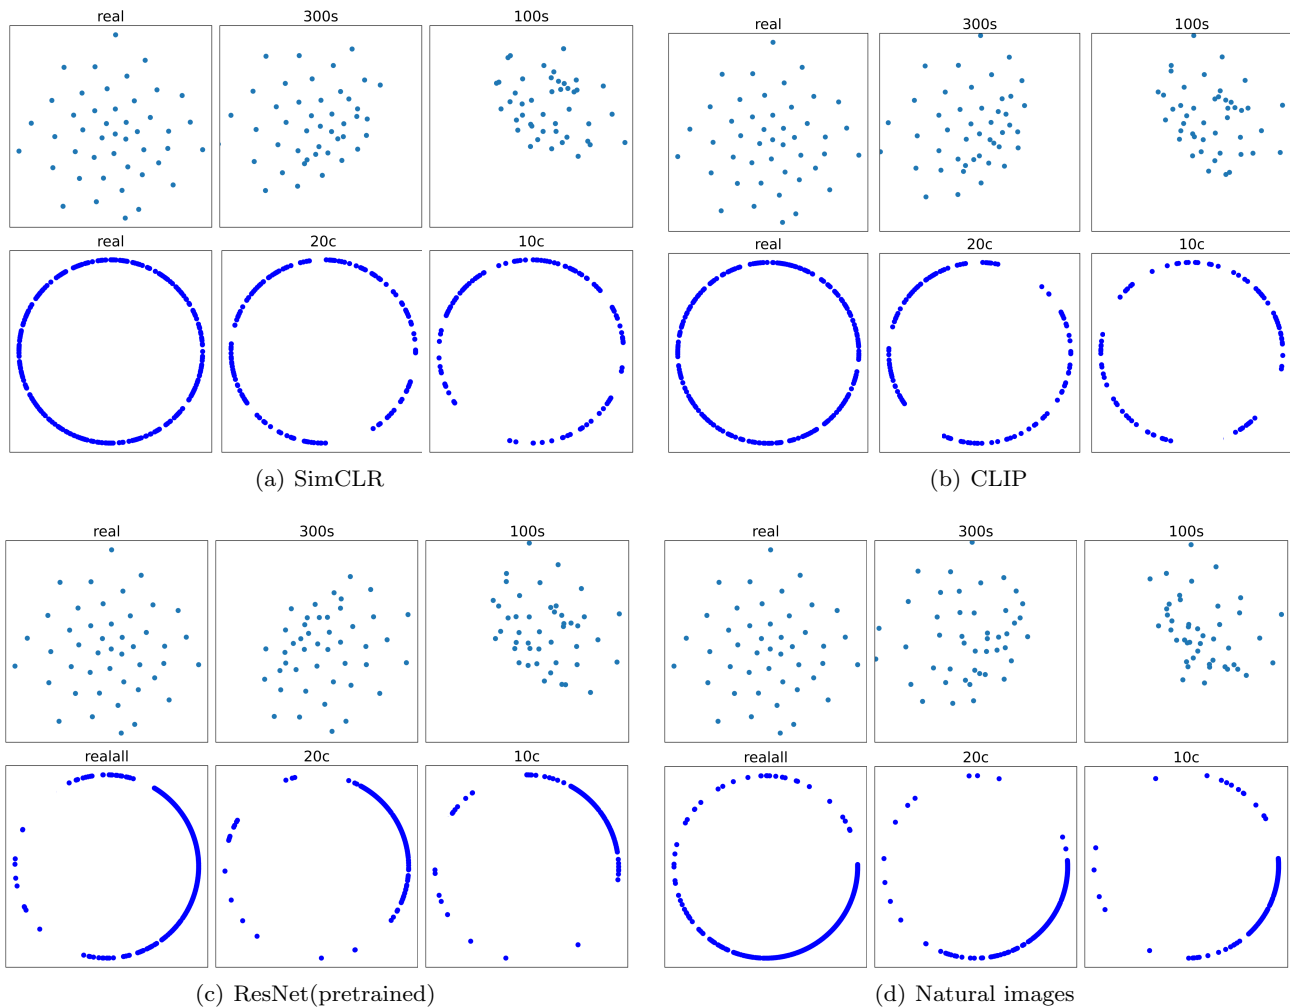 real 300s 100s real 300s 100s
real 20c 10c real 20c 10c
(a) SimCLR (b) CLIP
real 300s 100s real 300s 100s
realall 20c 10c realall 20c 10c
(c) ResNet(pretrained) (d) Natural images